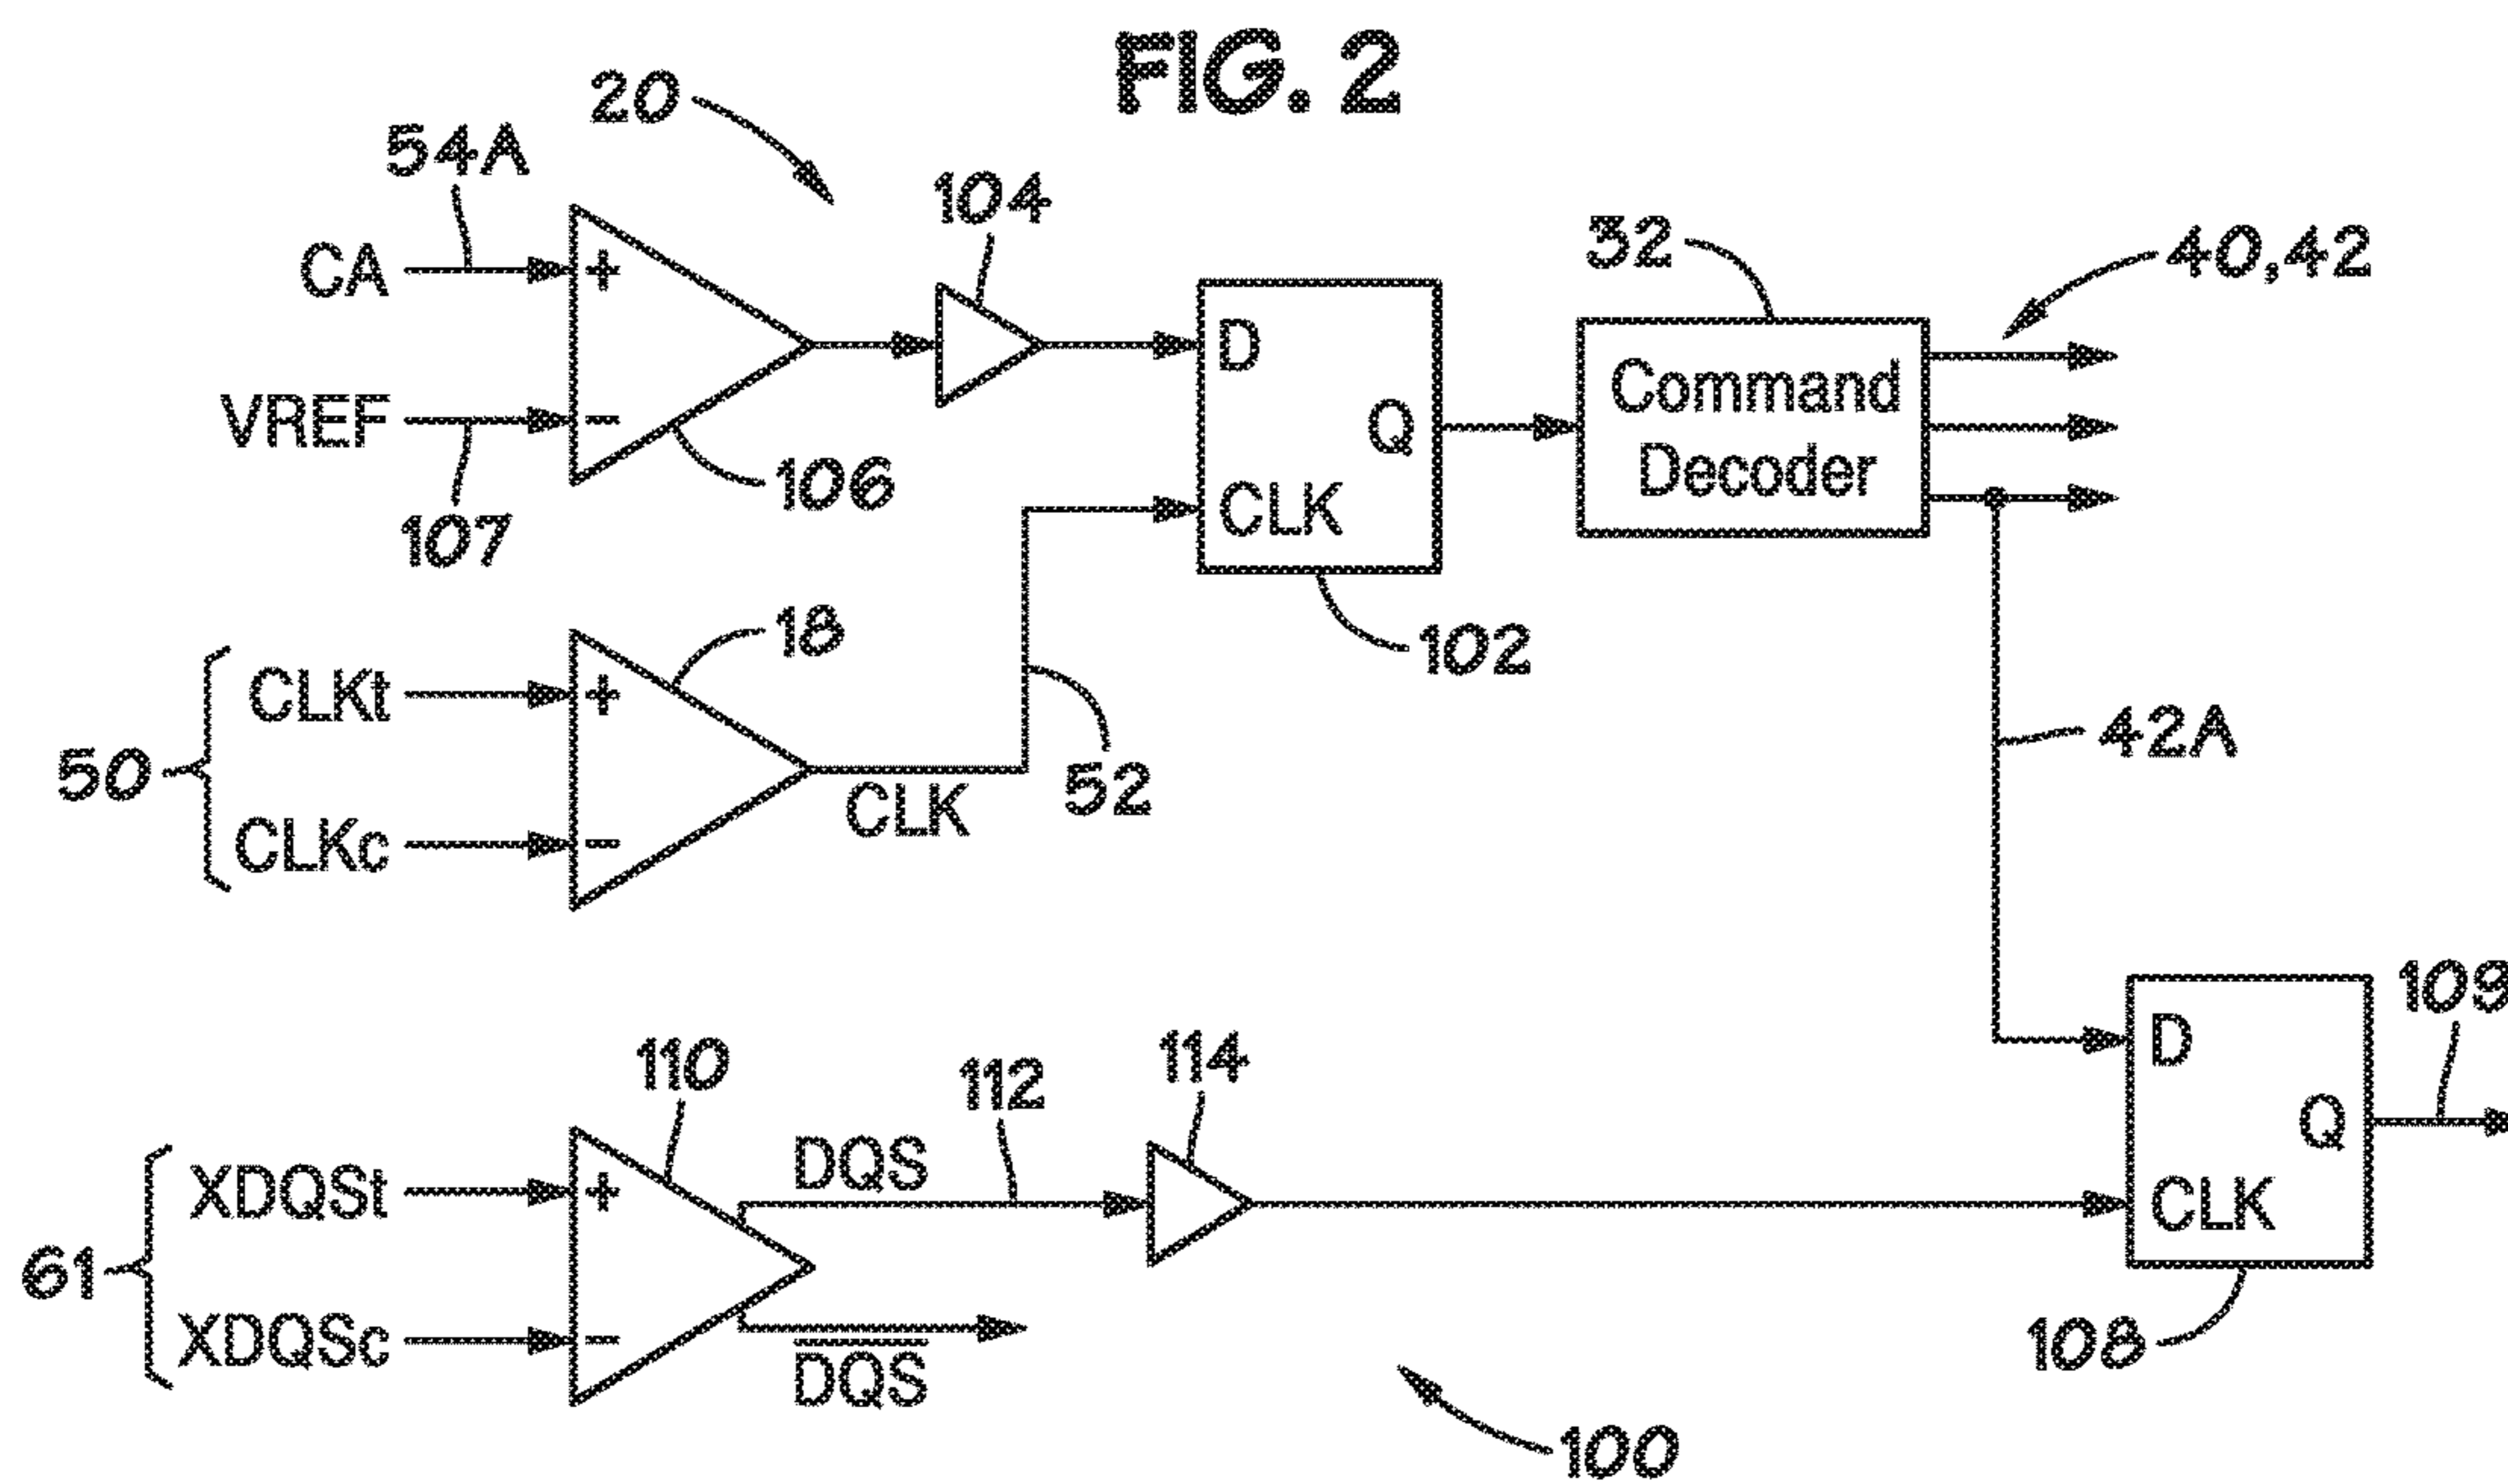 FIG. 2
20
54A
104
CA
+
32
40,42
D
Command
Decoder
VREF
-
Q
106
CLK
107
18
102
50
CLKt
+
52
42A
CLKc
-
CLK
109
110
112
114
D
DQS
Q
61
XDQSt
+
CLK
XDQSc
-
DQS
108
100